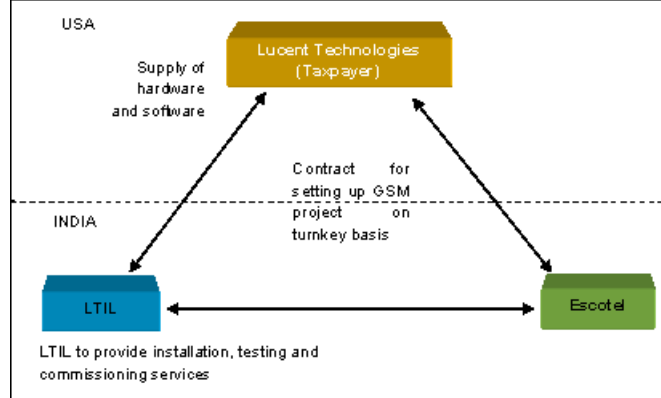 USA
Lucent Technologies
(Taxpayer)
Supply of
hardware
and software
Contract for
setting up GSM
project on
turnkey basis
INDIA
LTIL
Escotel
LTIL to provide installation, testing and
commissioning services